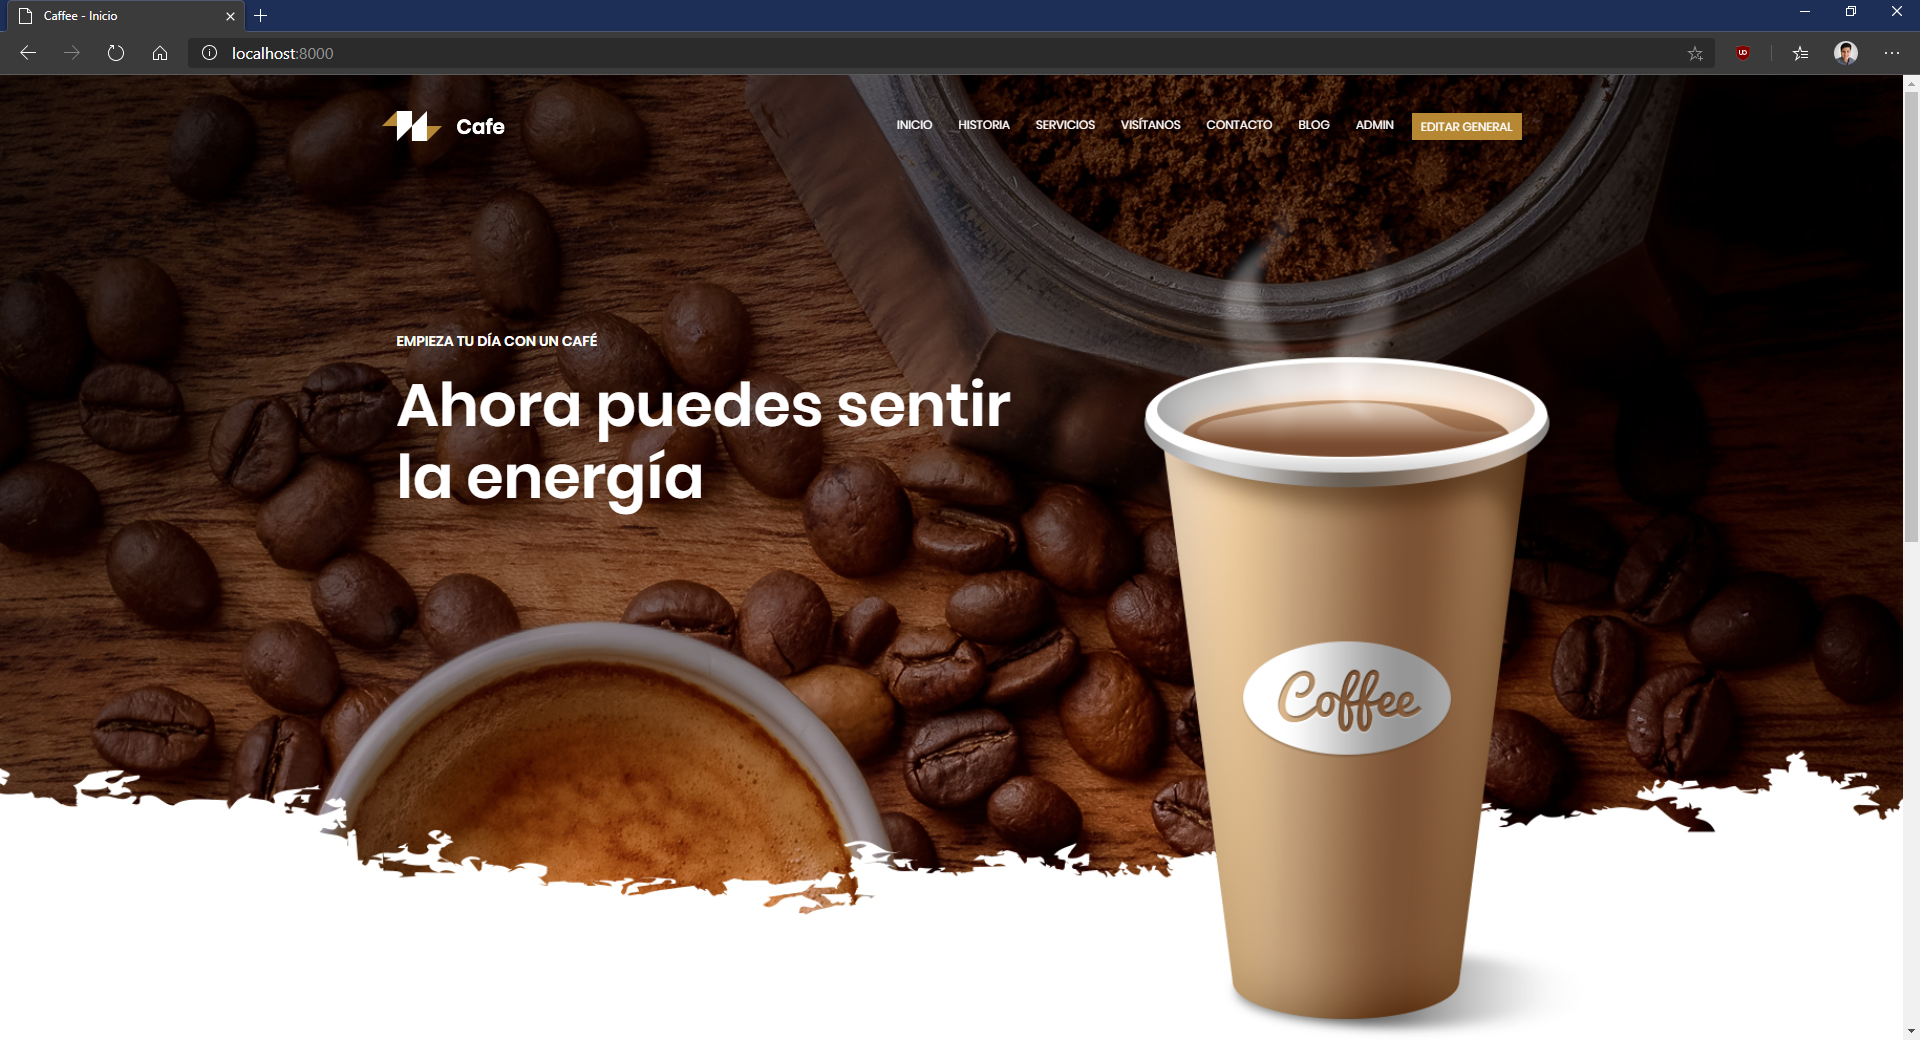 Caffee - Inicio
localhost:8000
Cafe
INICIO HISTORIA SERVICIOS VISÍTANOS CONTACTO BLOG ADMIN EDITAR GENERAL
EMPIEZA TU DÍA CON UN CAFÉ
Ahora puedes sentir
la energía
Coffee